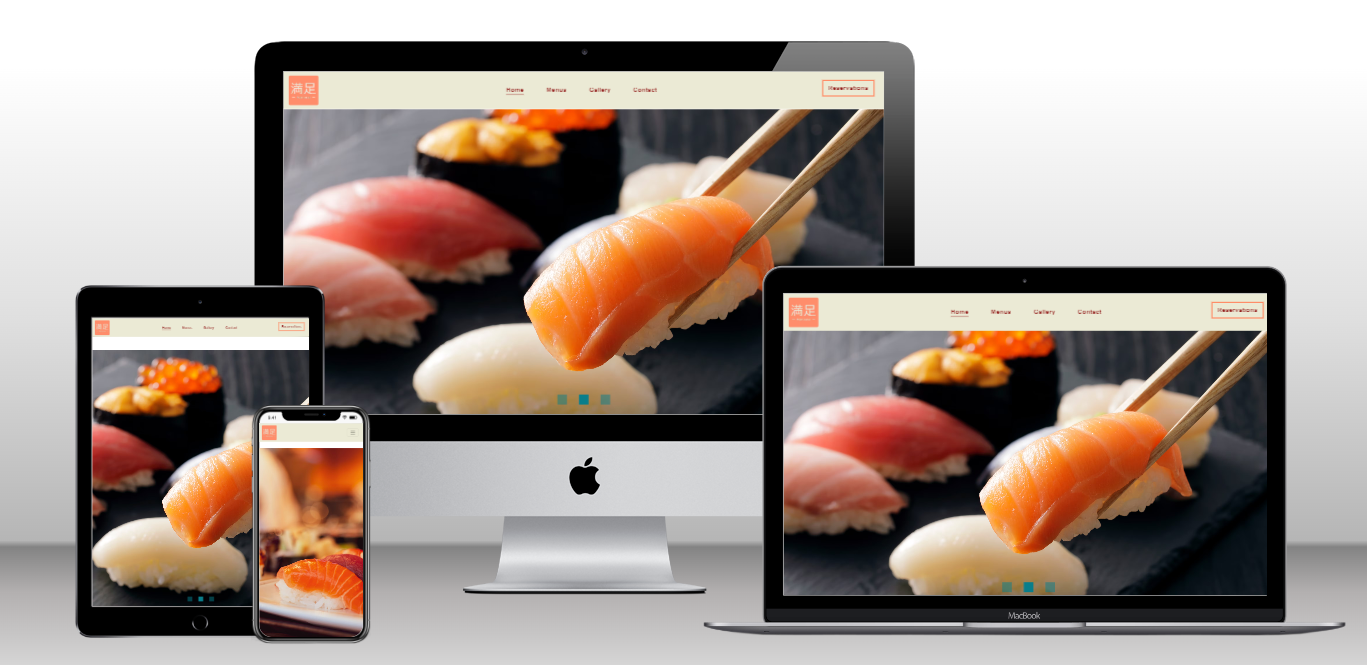 満足
Home Menus Gallery Contact
Reservations
満足
Home Menus Gallery Contact
Reservations
満足
Home Menus Gallery Contact
Reservations
9:41
満足
MacBook